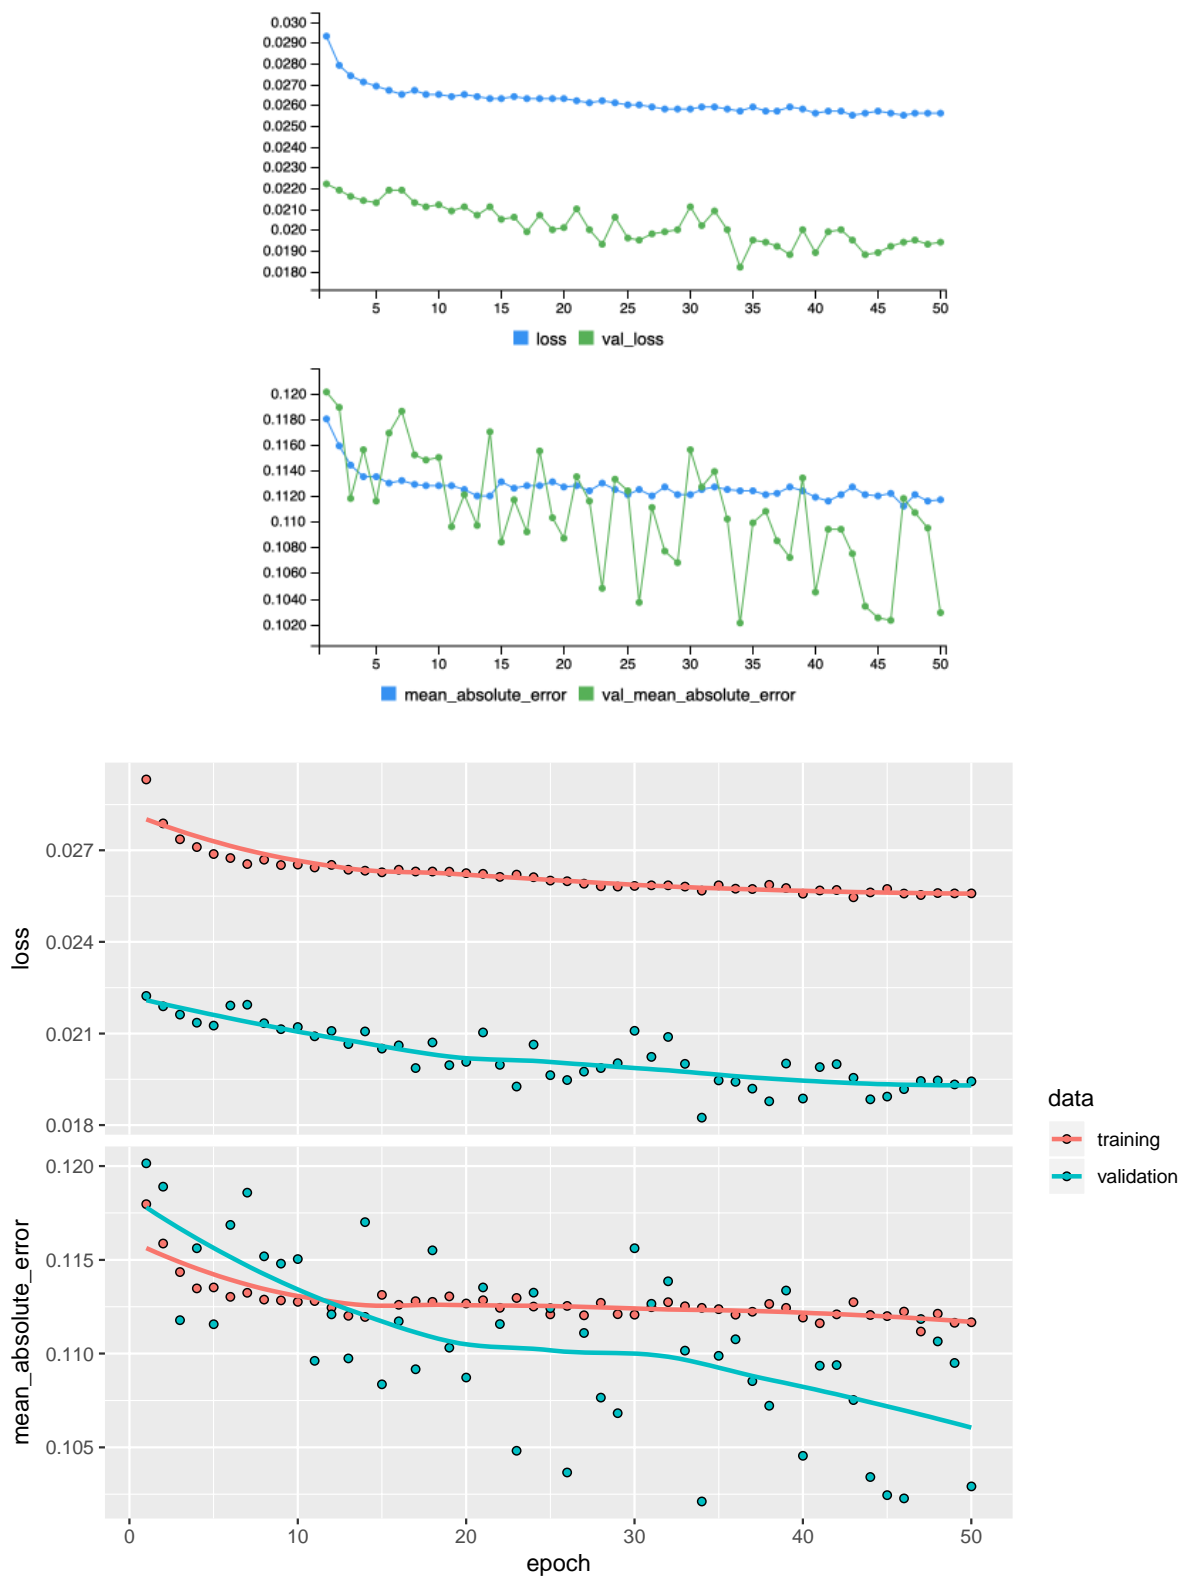 0.030
0.0290
0.0280
0.0270
0.0260
0.0250
0.0240
0.0230
0.0220
0.0210
0.020
0.0190
0.0180
5 10 15 20 25 30 35 40 45 50
loss val_loss
0.120
0.1180
0.1160
0.1140
0.1120
0.110
0.1080
0.1060
0.1040
0.1020
5 10 15 20 25 30 35 40 45 50
mean_absolute_error val_mean_absolute_error
loss
0.027
0.024
0.021
0.018
mean_absolute_error
0.120
0.115
0.110
0.105
0 10 20 30 40 50
epoch
data
training
validation